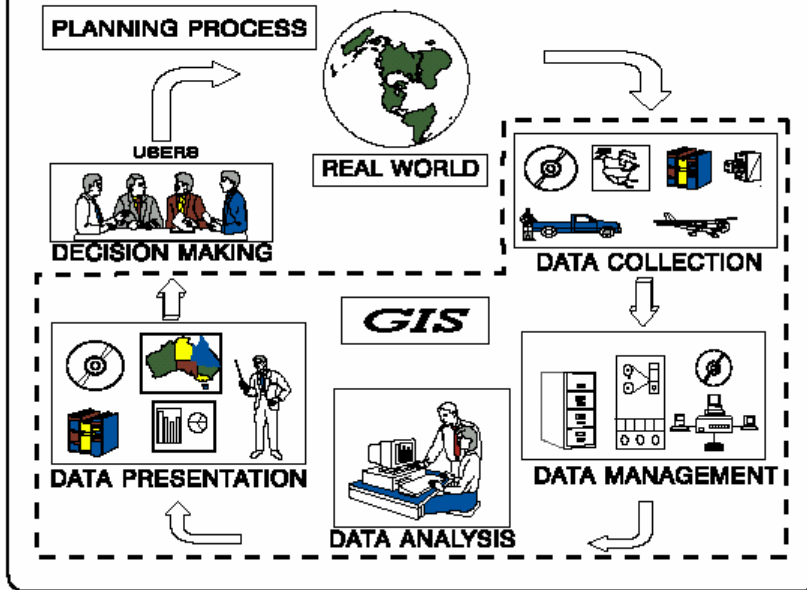 PLANNING PROCESS
REAL WORLD
USERS
DECISION MAKING
DATA COLLECTION
GIS
DATA PRESENTATION
DATA MANAGEMENT
DATA ANALYSIS